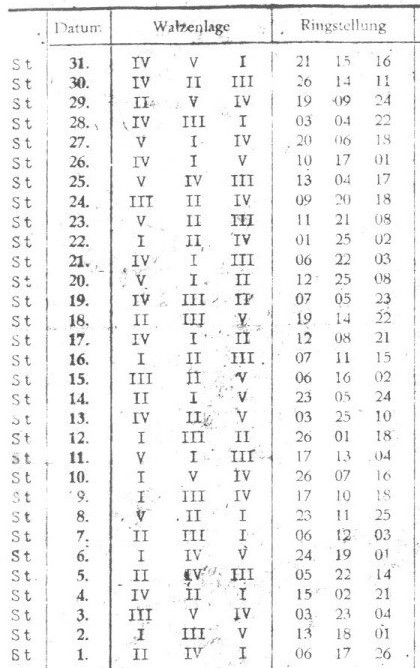 Datum Walzenlage Ringstellung
St 31. IV V I 21 15 16
St 30. IV II III 26 14 11
St 29. II V IV 19 09 24
St 28. IV III I 03 04 22
St 27. V I IV 20 06 18
St 26. IV I V 10 17 01
St 25. V IV III 13 04 17
St 24. III II IV 09 20 18
St 23. V II III 11 21 08
St 22. I II IV 01 25 02
St 21. IV I III 06 22 03
St 20. V I II 12 25 08
St 19. IV III II 07 05 23
St 18. II III V 19 14 22
St 17. IV I II 12 08 21
St 16. I II III 07 11 15
St 15. III II V 06 16 02
St 14. II I V 23 05 24
St 13. IV II V 03 25 10
St 12. I III II 26 01 18
St 11. V I III 17 13 04
St 10. I V IV 26 07 16
St 9. I III IV 17 10 18
St 8. V II I 23 11 25
St 7. II III I 06 12 03
St 6. I IV V 24 19 01
St 5. II IV III 05 22 14
St 4. IV II I 15 02 21
St 3. III V IV 03 23 04
St 2. I III V 13 18 01
St 1. II IV I 06 17 26